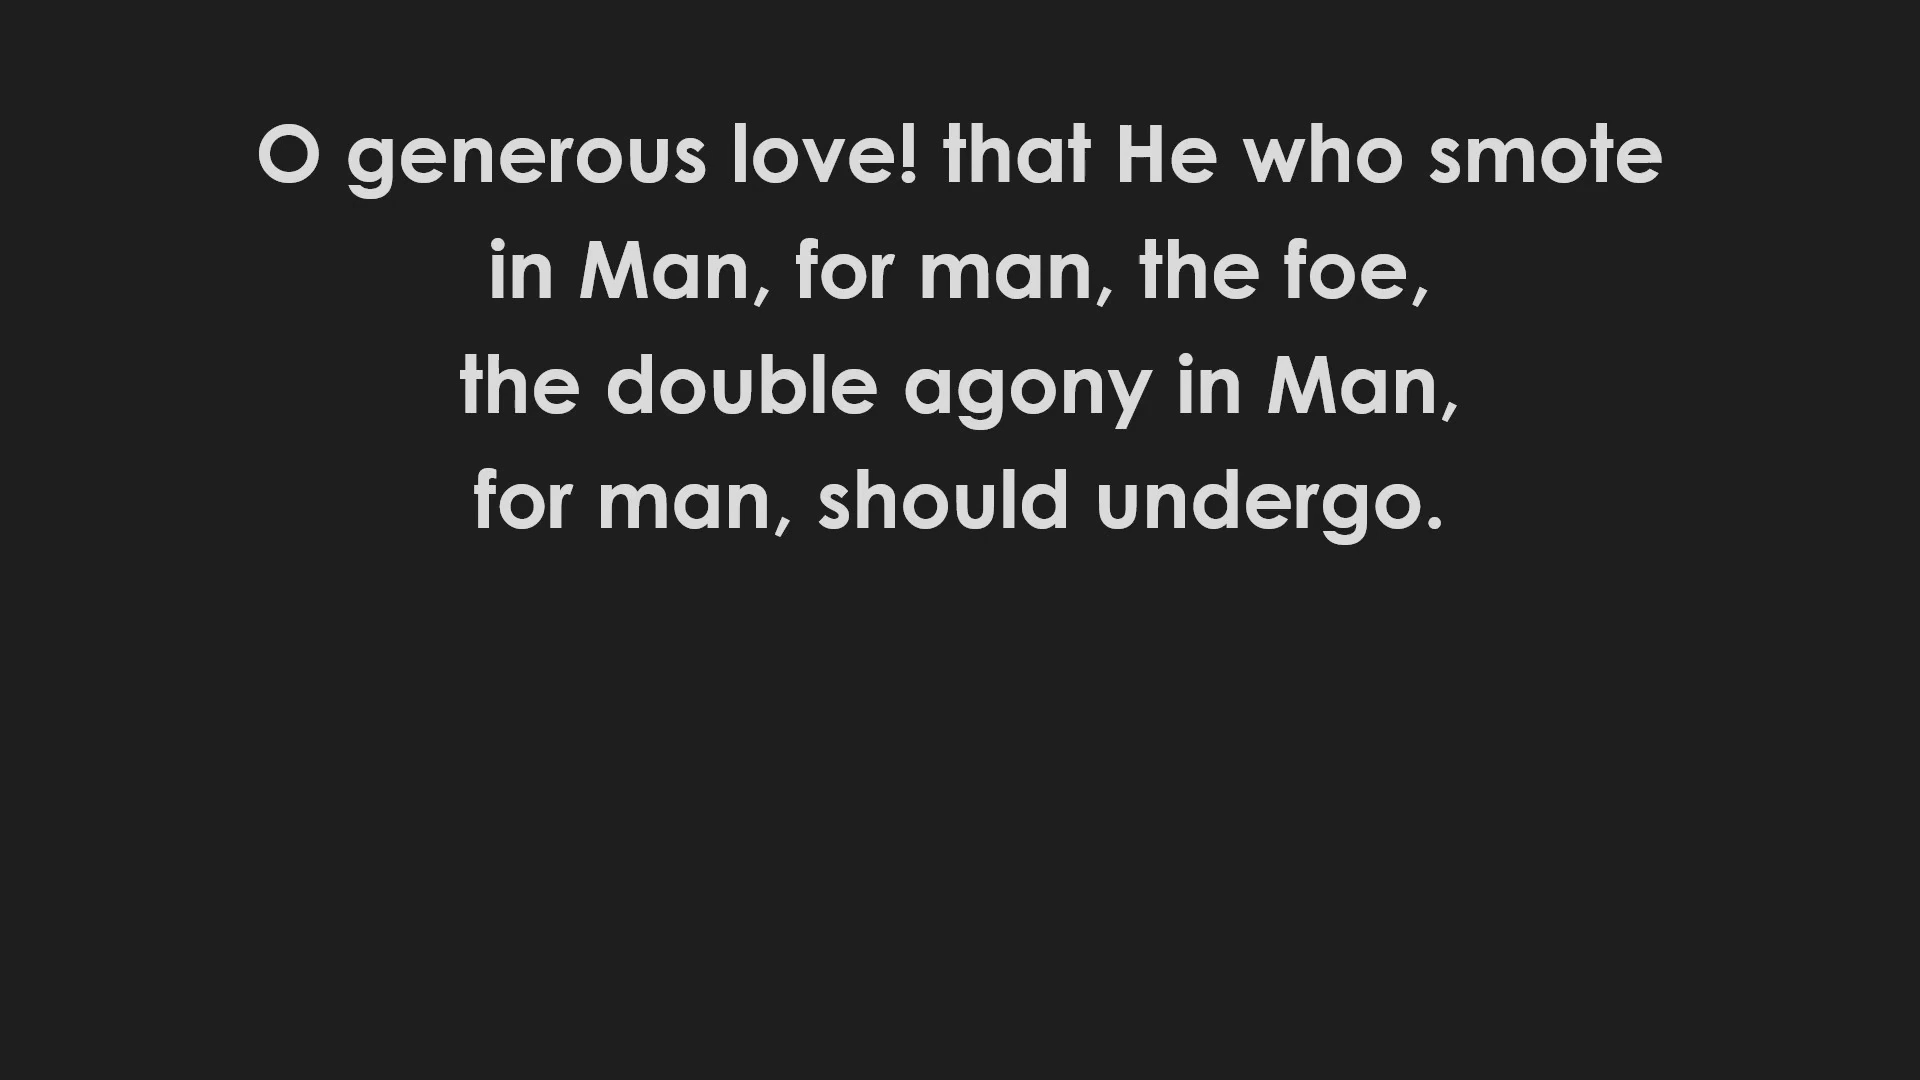 O generous love! that He who smote
in Man, for man, the foe,
the double agony in Man,
for man, should undergo.